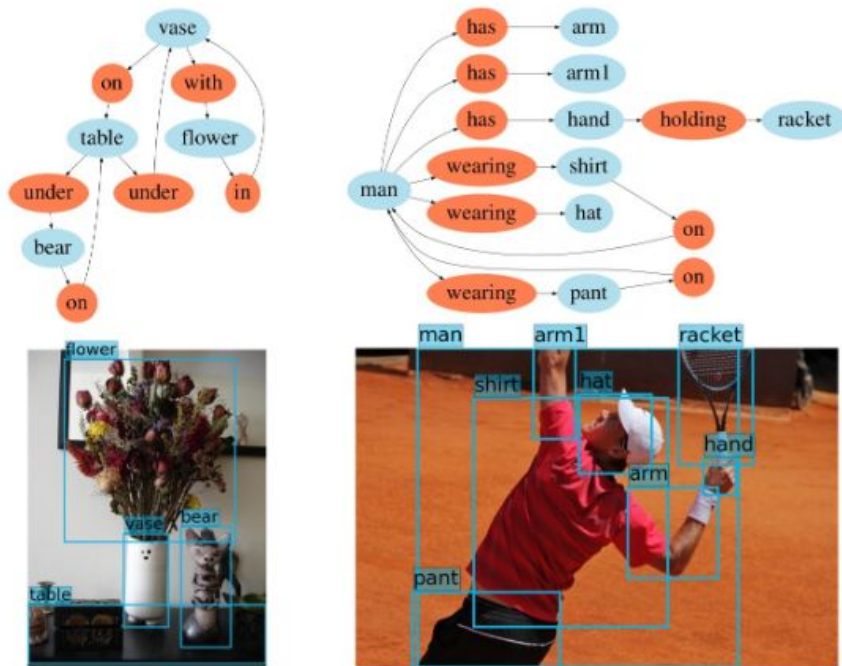 vase
on
with
table
flower
under
under
in
bear
on
has
arm
has
arm1
has
hand
holding
racket
wearing
shirt
man
wearing
hat
on
on
wearing
pant
flower
vase
bear
table
man
arm1
racket
shirt
hat
hand
arm
pant